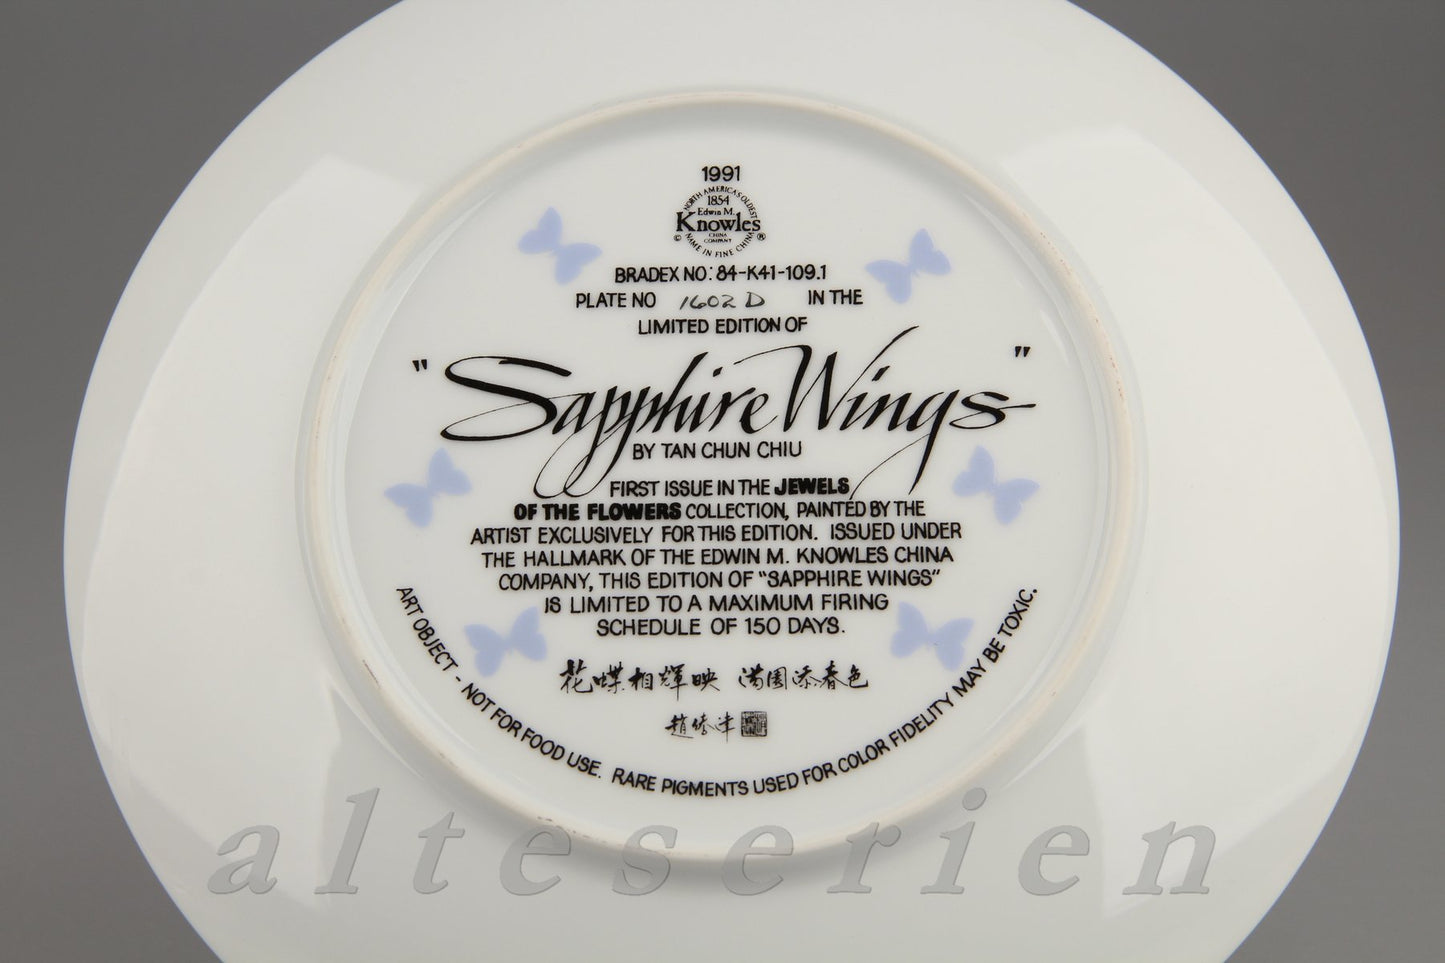 1991
NORTH AMERICA'S OLDEST
1854
Edwin M.
Knowles
CHINA
COMPANY
© ®
NAME IN FINE CHINA
BRADEX NO: 84-K41-109.1
PLATE NO 1602 D IN THE
LIMITED EDITION OF
"Sapphire Wings"
BY TAN CHUN CHIU
FIRST ISSUE IN THE JEWELS
OF THE FLOWERS COLLECTION, PAINTED BY THE
ARTIST EXCLUSIVELY FOR THIS EDITION. ISSUED UNDER
THE HALLMARK OF THE EDWIN M. KNOWLES CHINA
COMPANY, THIS EDITION OF "SAPPHIRE WINGS"
IS LIMITED TO A MAXIMUM FIRING
SCHEDULE OF 150 DAYS.
花蝶相輝映 满園添春色
ART OBJECT - NOT FOR FOOD USE. RARE PIGMENTS USED FOR COLOR FIDELITY MAY BE TOXIC.
alteserien